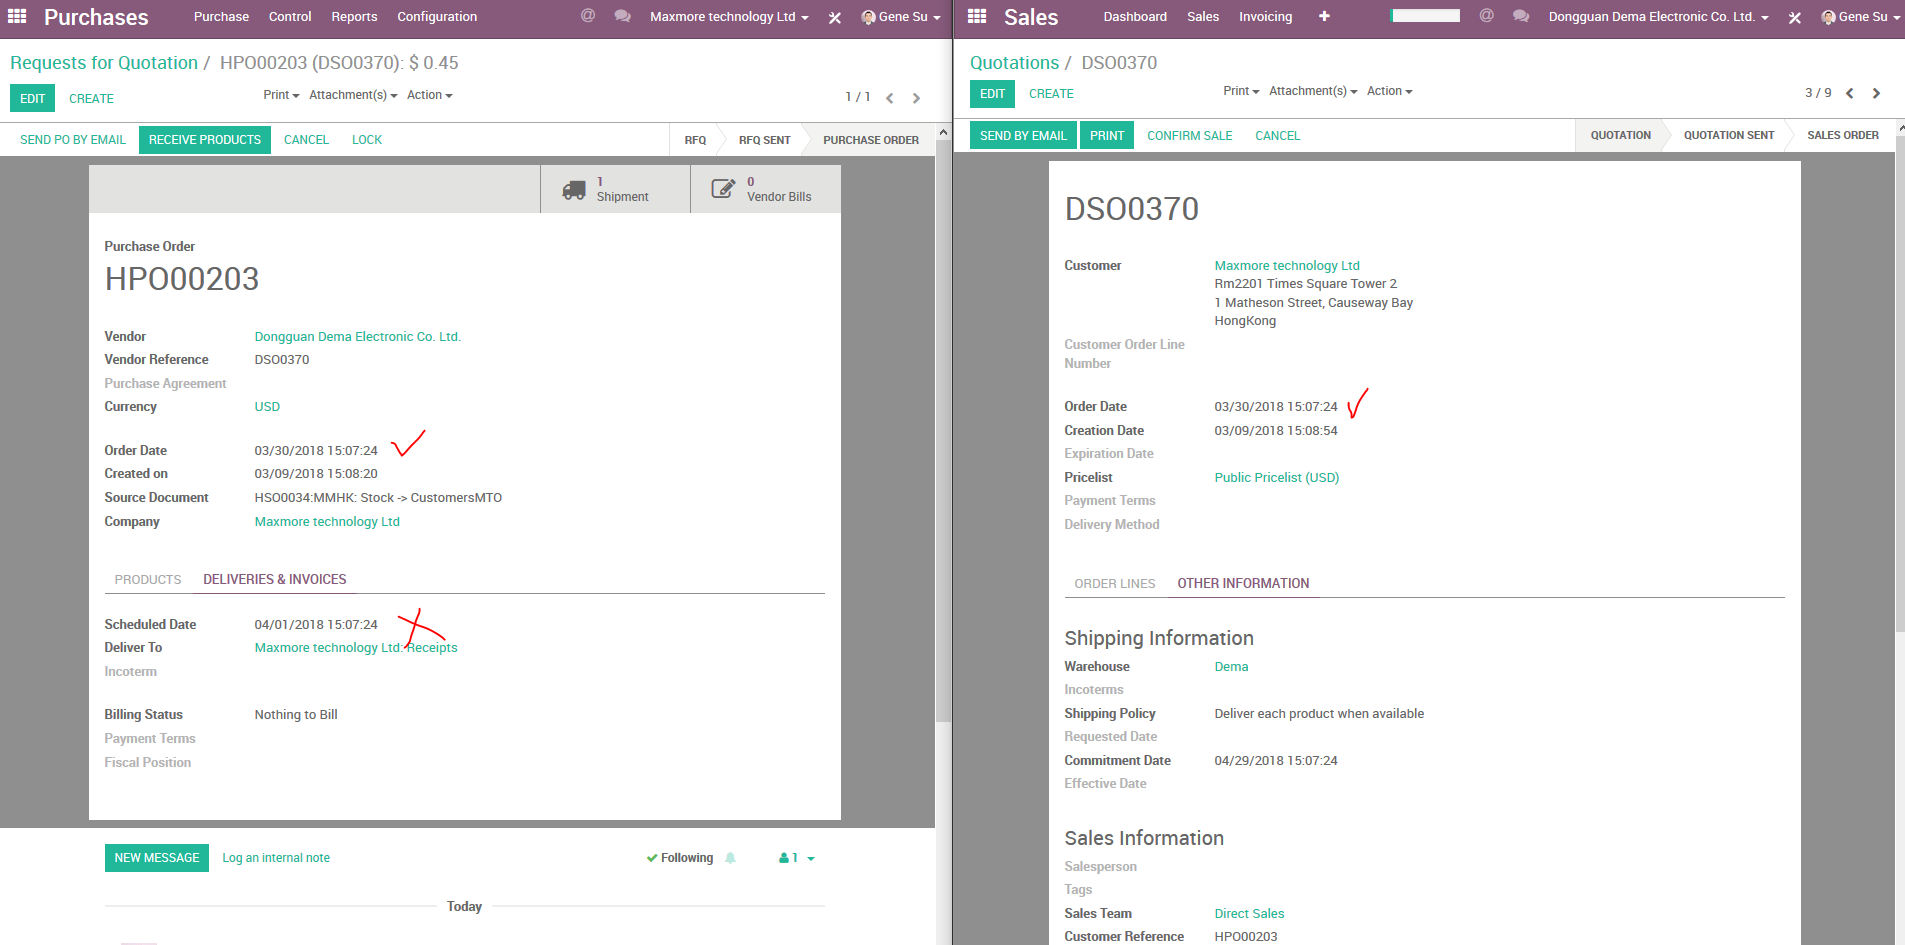 Purchases Purchase Control Reports Configuration @ Maxmore technology Ltd Gene Su
Requests for Quotation / HPO00203 (DSO0370): $ 0.45
EDIT CREATE Print Attachment(s) Action 1 / 1
SEND PO BY EMAIL RECEIVE PRODUCTS CANCEL LOCK RFQ RFQ SENT PURCHASE ORDER
1 Shipment
0 Vendor Bills
Purchase Order
HPO00203
Vendor Dongguan Dema Electronic Co. Ltd.
Vendor Reference DSO0370
Purchase Agreement
Currency USD
Order Date 03/30/2018 15:07:24
Created on 03/09/2018 15:08:20
Source Document HSO0034:MMHK: Stock -> CustomersMTO
Company Maxmore technology Ltd
PRODUCTS DELIVERIES & INVOICES
Scheduled Date 04/01/2018 15:07:24
Deliver To Maxmore technology Ltd: Receipts
Incoterm
Billing Status Nothing to Bill
Payment Terms
Fiscal Position
NEW MESSAGE Log an internal note Following 1
Today
Sales Dashboard Sales Invoicing + @ Dongguan Dema Electronic Co. Ltd. Gene Su
Quotations / DSO0370
EDIT CREATE Print Attachment(s) Action 3 / 9
SEND BY EMAIL PRINT CONFIRM SALE CANCEL QUOTATION QUOTATION SENT SALES ORDER
DSO0370
Customer Maxmore technology Ltd
Rm2201 Times Square Tower 2
1 Matheson Street, Causeway Bay
HongKong
Customer Order Line
Number
Order Date 03/30/2018 15:07:24
Creation Date 03/09/2018 15:08:54
Expiration Date
Pricelist Public Pricelist (USD)
Payment Terms
Delivery Method
ORDER LINES OTHER INFORMATION
Shipping Information
Warehouse Dema
Incoterms
Shipping Policy Deliver each product when available
Requested Date
Commitment Date 04/29/2018 15:07:24
Effective Date
Sales Information
Salesperson
Tags
Sales Team Direct Sales
Customer Reference HPO00203